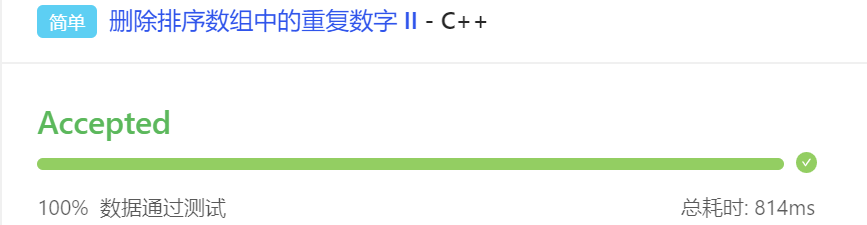 简单 删除排序数组中的重复数字 II - C++
Accepted
100% 数据通过测试 总耗时: 814ms